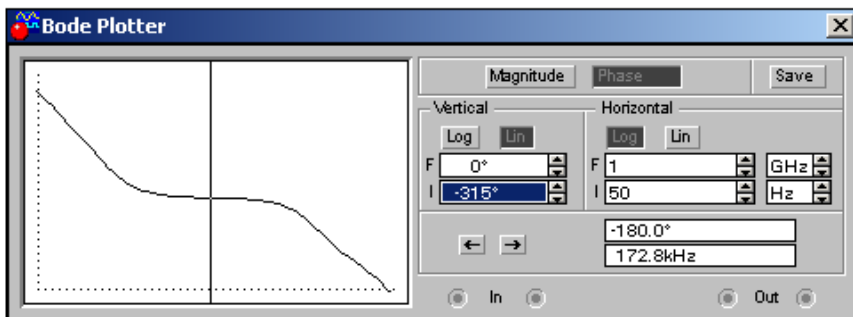 Bode Plotter
Magnitude Phase Save
Vertical Horizontal
Log Lin Log Lin
F 0° F 1 GHz
I -315° I 50 Hz
← → -180.0°
172.8kHz
In Out